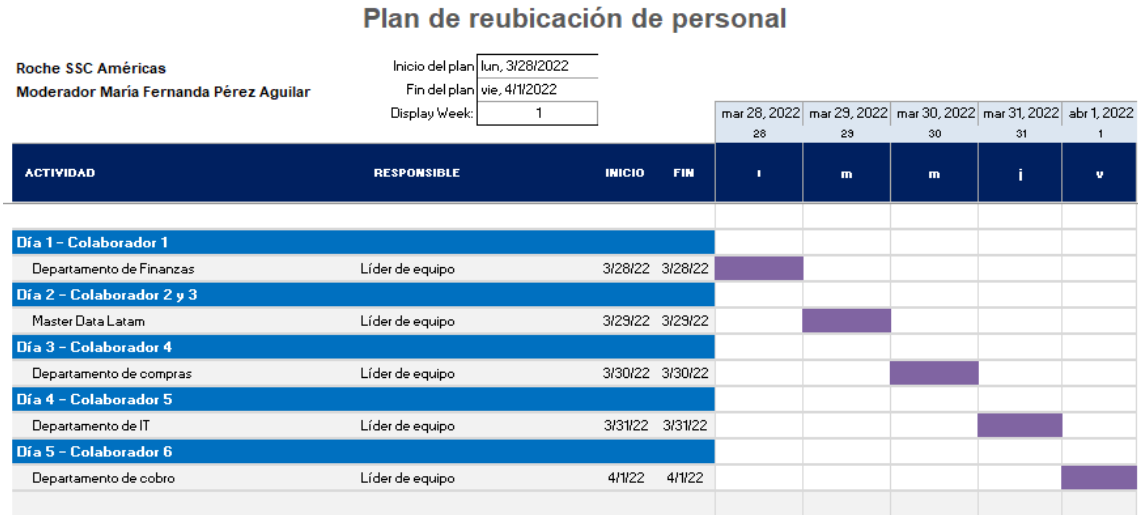 Plan de reubicación de personal
Roche SSC Américas
Moderador María Fernanda Pérez Aguilar
Inicio del plan lun, 3/28/2022
Fin del plan vie, 4/1/2022
Display Week: 1
mar 28, 2022 mar 29, 2022 mar 30, 2022 mar 31, 2022 abr 1, 2022
28 29 30 31 1
ACTIVIDAD RESPONSIBLE INICIO FIN l m m j v
Día 1 - Colaborador 1
Departamento de Finanzas Líder de equipo 3/28/22 3/28/22
Día 2 - Colaborador 2 y 3
Master Data Latam Líder de equipo 3/29/22 3/29/22
Día 3 - Colaborador 4
Departamento de compras Líder de equipo 3/30/22 3/30/22
Día 4 - Colaborador 5
Departamento de IT Líder de equipo 3/31/22 3/31/22
Día 5 - Colaborador 6
Departamento de cobro Líder de equipo 4/1/22 4/1/22